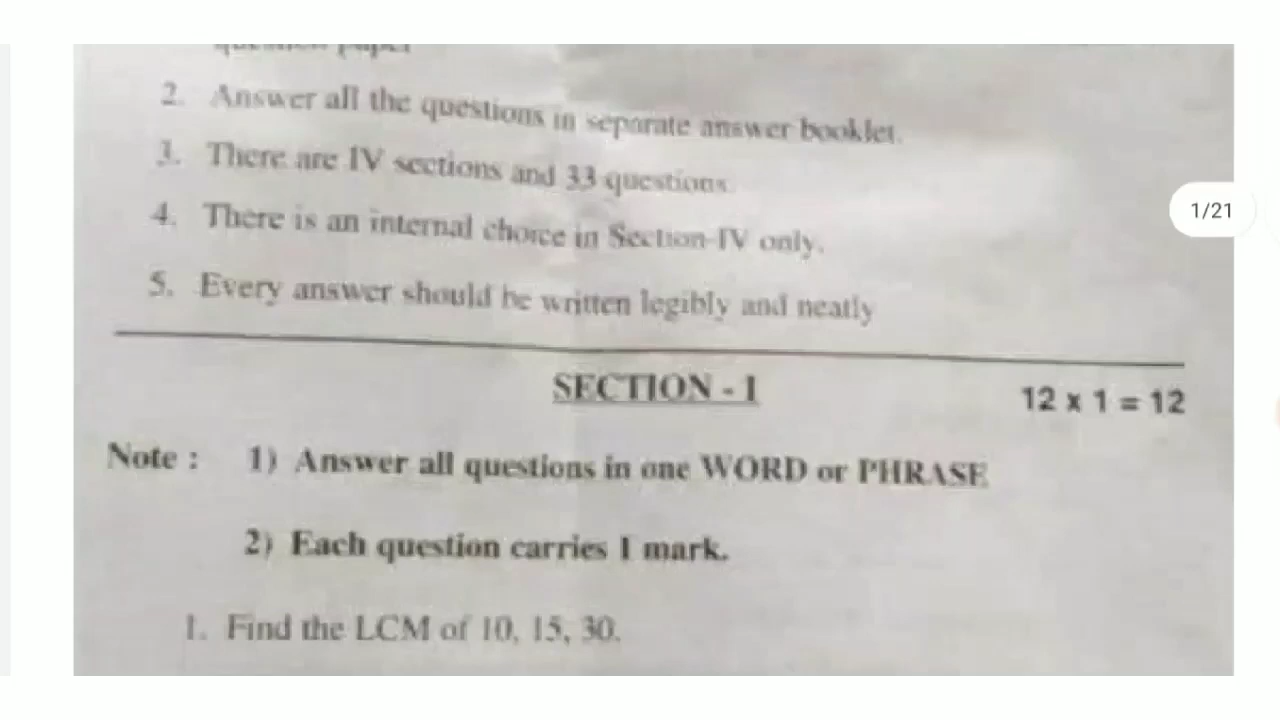 question paper
2. Answer all the questions in separate answer booklet.
3. There are IV sections and 33 questions
4. There is an internal choice in Section-IV only.
5. Every answer should be written legibly and neatly
SECTION - I
12 x 1 = 12
Note : 1) Answer all questions in one WORD or PHRASE
2) Each question carries 1 mark.
1. Find the LCM of 10, 15, 30.
1/21